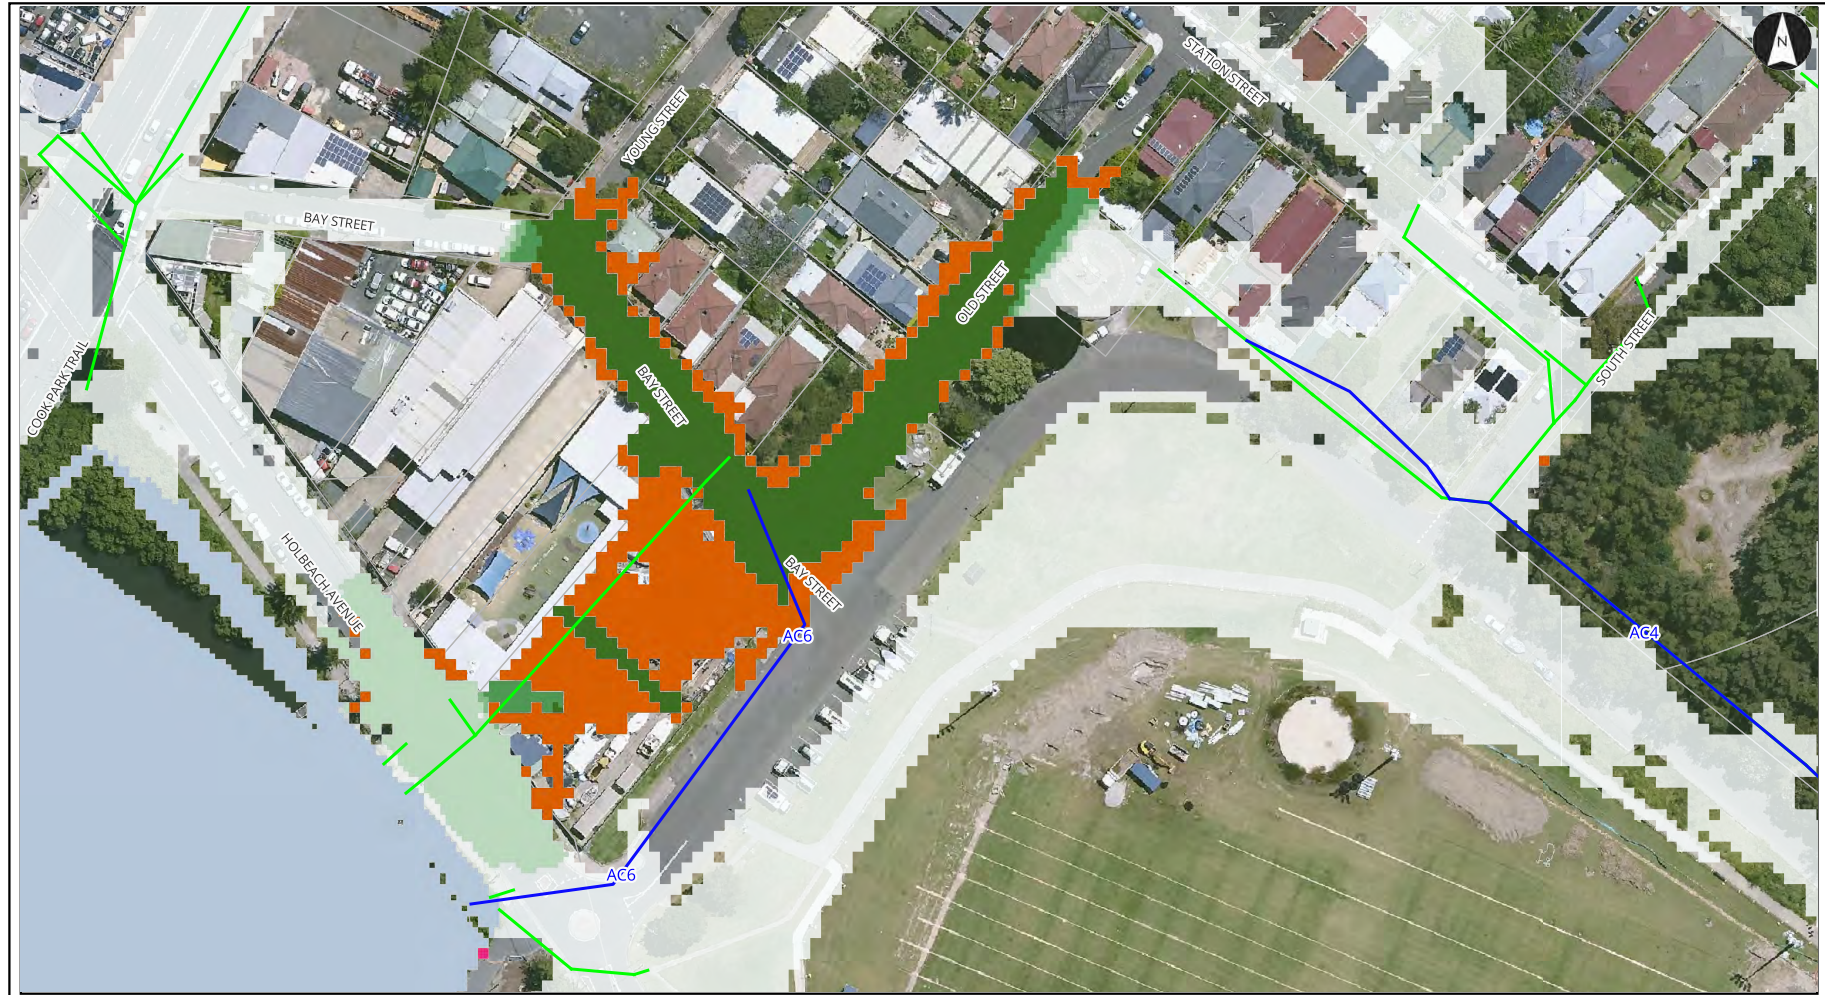 N
STATION STREET
YOUNG STREET
BAY STREET
OLD STREET
COOK PARK TRAIL
BAY STREET
SOUTH STREET
HOLBEACH AVENUE
BAY STREET
AC6
AC4
AC6